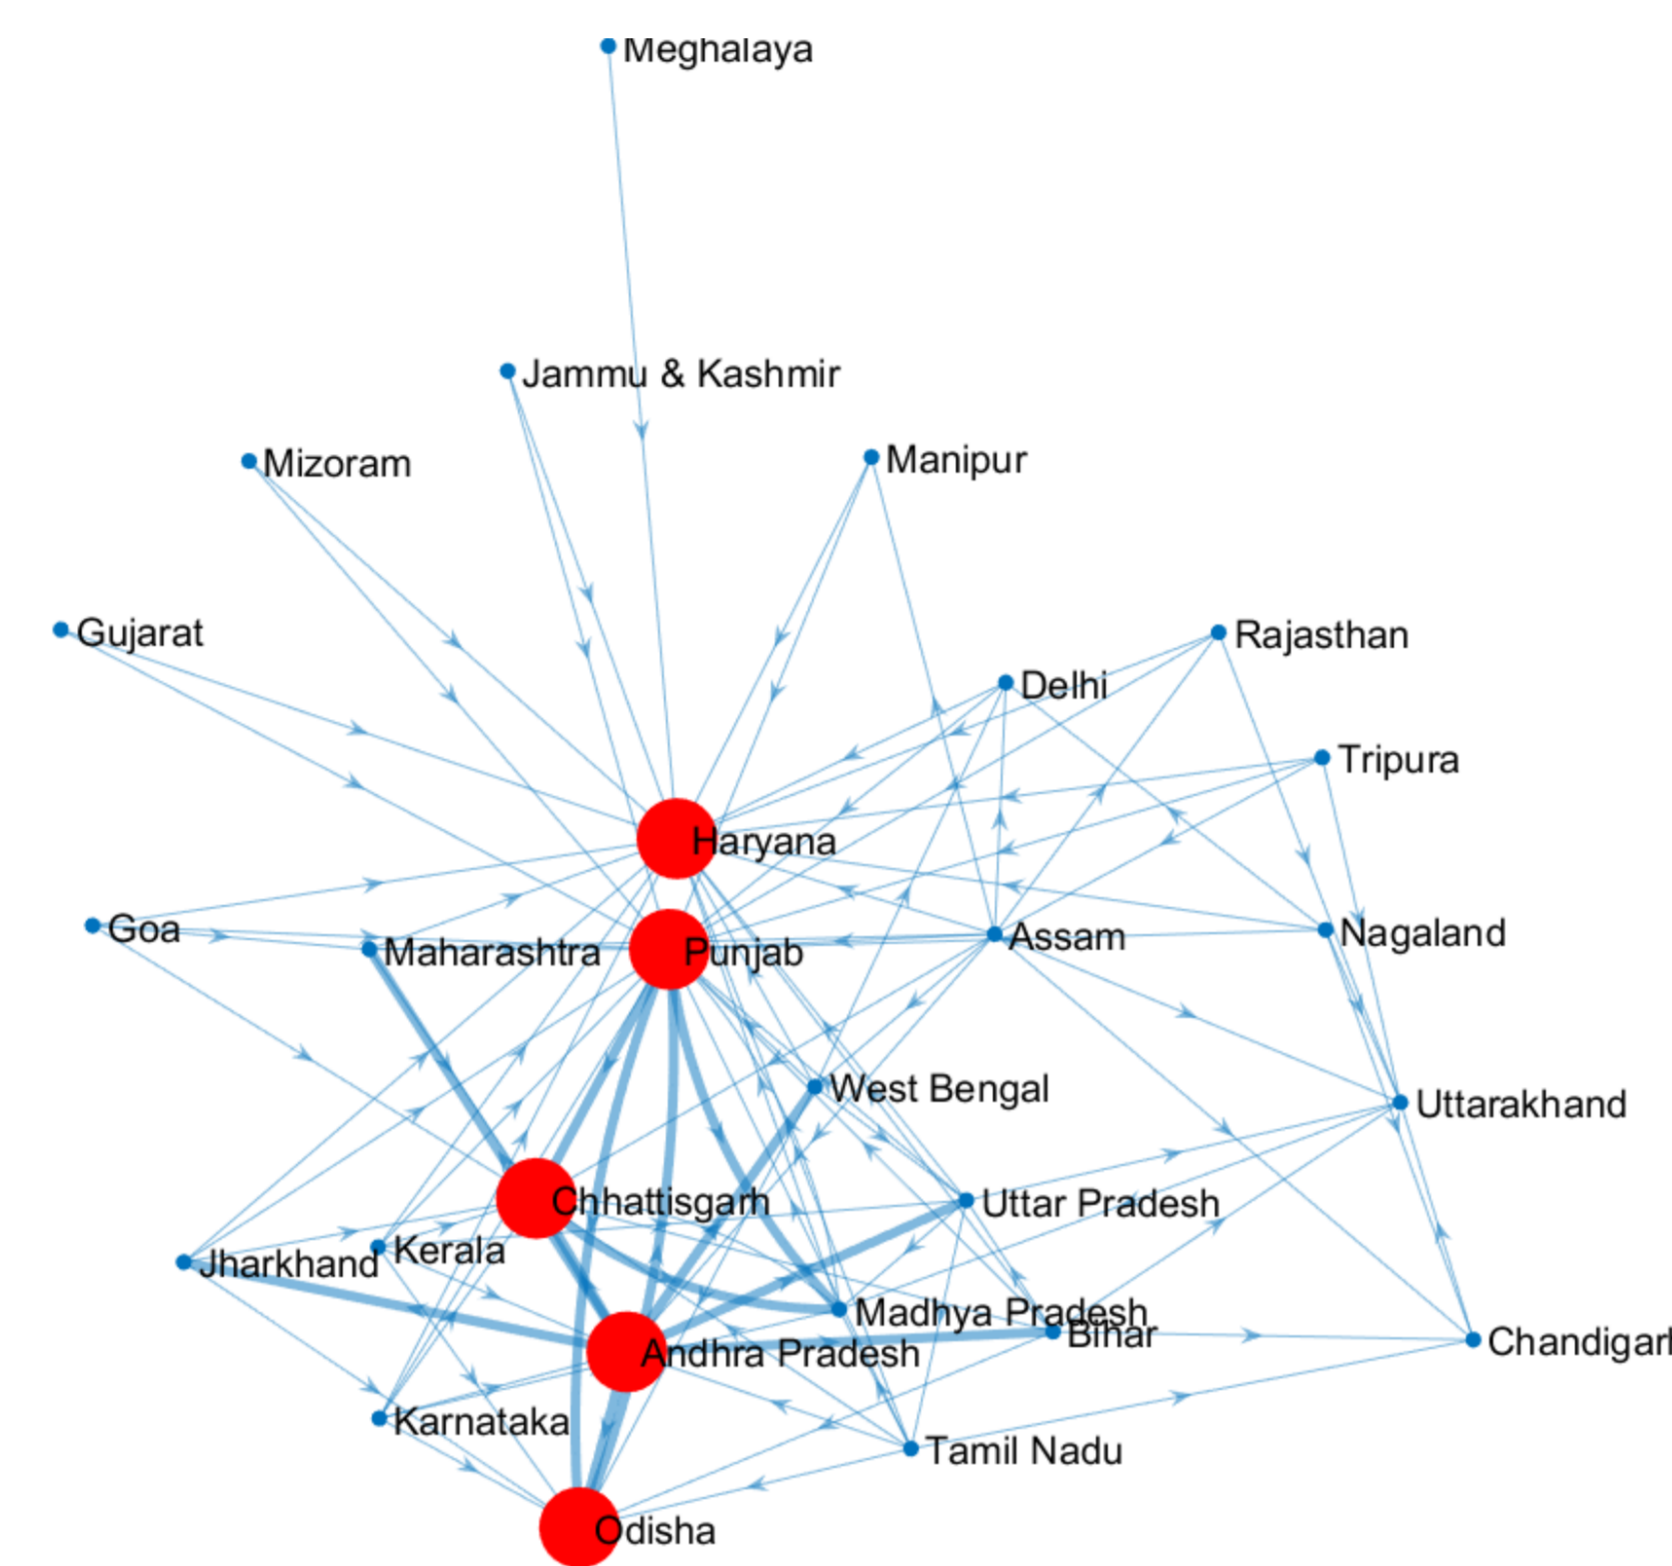 Meghalaya
Jammu & Kashmir
Manipur
Mizoram
Gujarat
Rajasthan
Delhi
Tripura
Haryana
Goa
Maharashtra
Punjab
Assam
Nagaland
West Bengal
Uttarakhand
Chhattisgarh
Uttar Pradesh
Jharkhand
Kerala
Madhya Pradesh
Bihar
Andhra Pradesh
Chandigarh
Karnataka
Tamil Nadu
Odisha